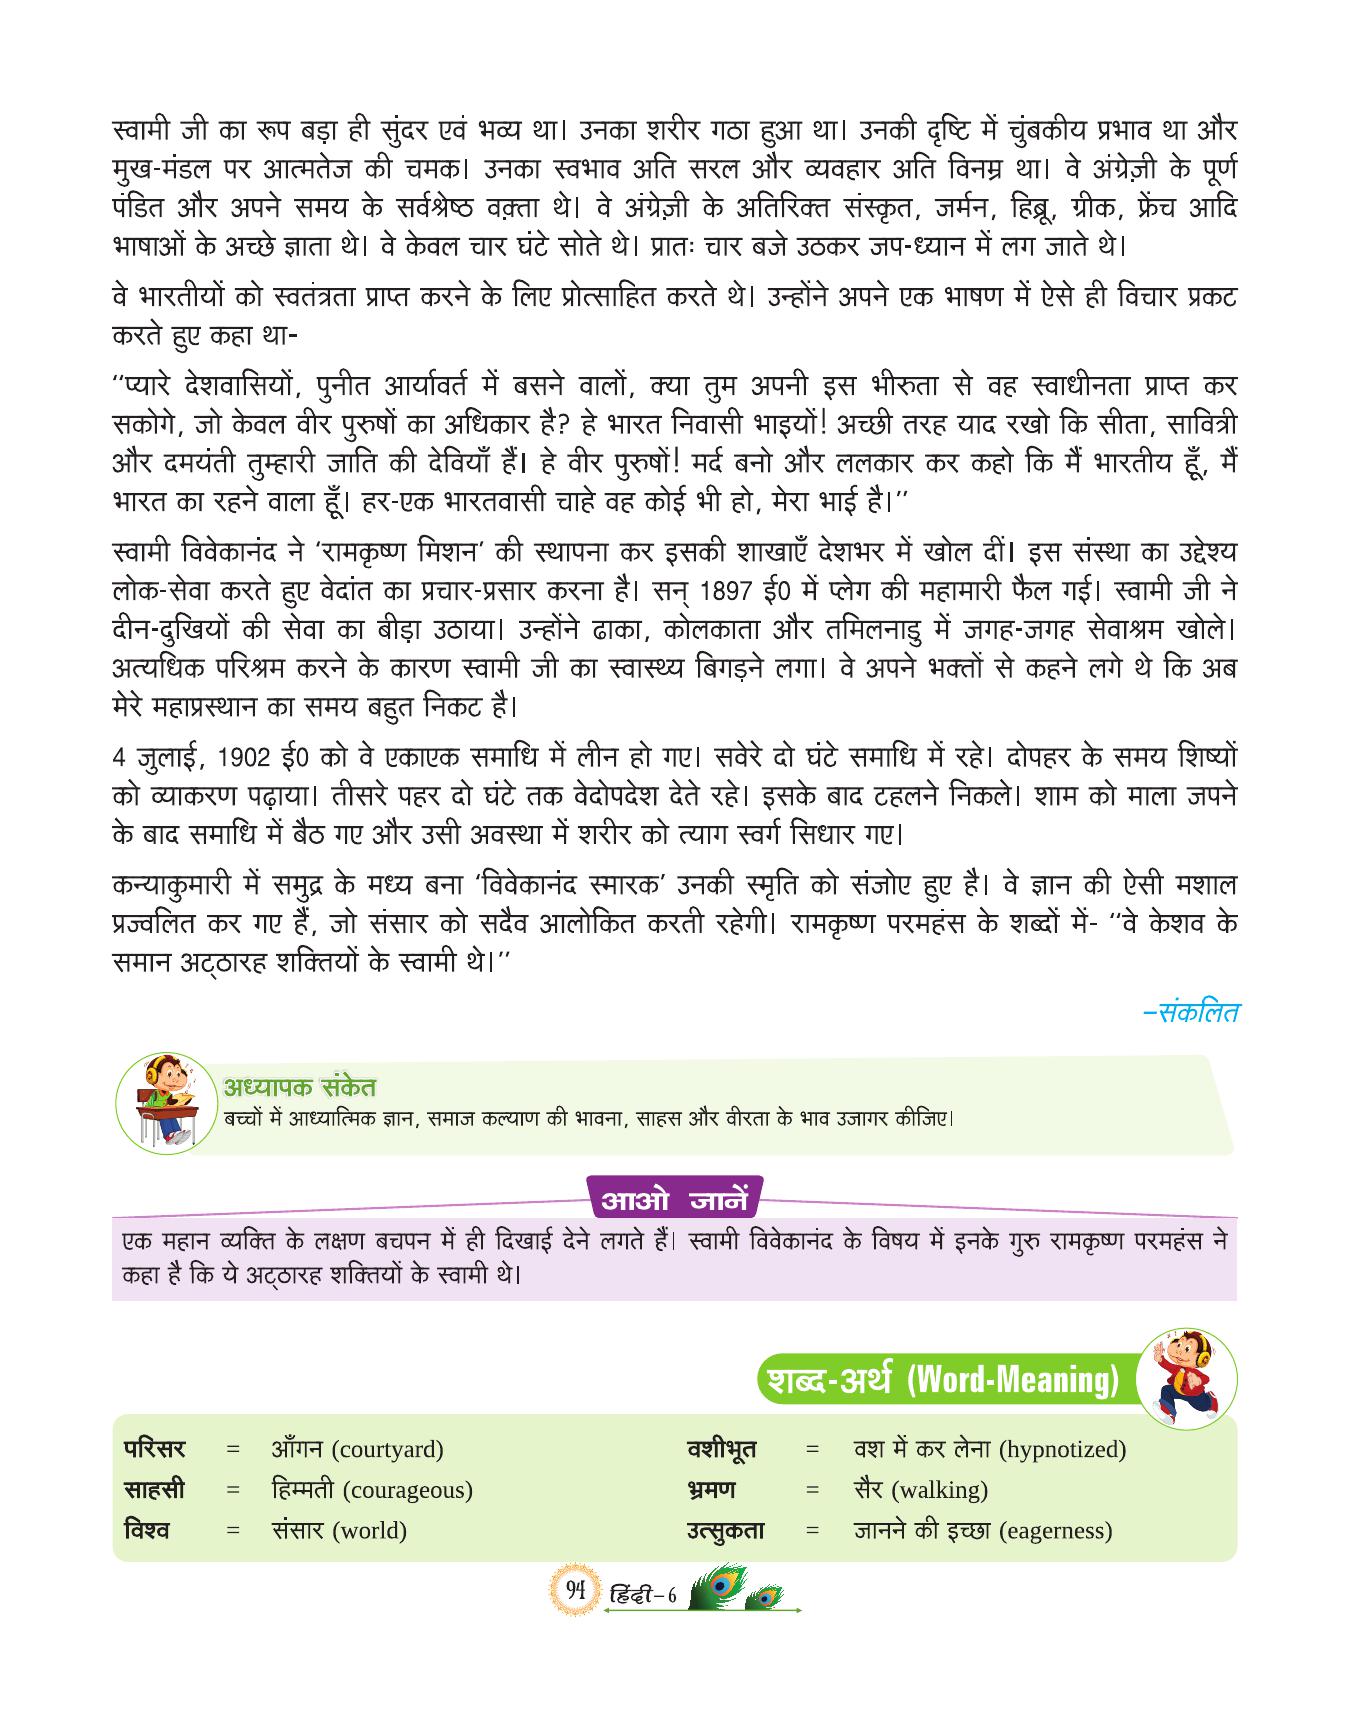 स्वामी जी का रूप बड़ा ही सुंदर एवं भव्य था। उनका शरीर गठा हुआ था। उनकी दृष्टि में चुंबकीय प्रभाव था और
मुख-मंडल पर आत्मतेज की चमक। उनका स्वभाव अति सरल और व्यवहार अति विनम्र था। वे अंग्रेज़ी के पूर्ण
पंडित और अपने समय के सर्वश्रेष्ठ वक़्ता थे। वे अंग्रेज़ी के अतिरिक्त संस्कृत, जर्मन, हिब्रू, ग्रीक, फ्रेंच आदि
भाषाओं के अच्छे ज्ञाता थे। वे केवल चार घंटे सोते थे। प्रातः चार बजे उठकर जप-ध्यान में लग जाते थे।
वे भारतीयों को स्वतंत्रता प्राप्त करने के लिए प्रोत्साहित करते थे। उन्होंने अपने एक भाषण में ऐसे ही विचार प्रकट
करते हुए कहा था-
‘‘प्यारे देशवासियों, पुनीत आर्यावर्त में बसने वालों, क्या तुम अपनी इस भीरुता से वह स्वाधीनता प्राप्त कर
सकोगे, जो केवल वीर पुरुषों का अधिकार है? हे भारत निवासी भाइयों! अच्छी तरह याद रखो कि सीता, सावित्री
और दमयंती तुम्हारी जाति की देवियाँ हैं। हे वीर पुरुषों! मर्द बनो और ललकार कर कहो कि मैं भारतीय हूँ, मैं
भारत का रहने वाला हूँ। हर-एक भारतवासी चाहे वह कोई भी हो, मेरा भाई है।’’
स्वामी विवेकानंद ने ‘रामकृष्ण मिशन’ की स्थापना कर इसकी शाखाएँ देशभर में खोल दीं। इस संस्था का उद्देश्य
लोक-सेवा करते हुए वेदांत का प्रचार-प्रसार करना है। सन् 1897 ई0 में प्लेग की महामारी फैल गई। स्वामी जी ने
दीन-दुखियों की सेवा का बीड़ा उठाया। उन्होंने ढाका, कोलकाता और तमिलनाडु में जगह-जगह सेवाश्रम खोले।
अत्यधिक परिश्रम करने के कारण स्वामी जी का स्वास्थ्य बिगड़ने लगा। वे अपने भक्तों से कहने लगे थे कि अब
मेरे महाप्रस्थान का समय बहुत निकट है।
4 जुलाई, 1902 ई0 को वे एकाएक समाधि में लीन हो गए। सवेरे दो घंटे समाधि में रहे। दोपहर के समय शिष्यों
को व्याकरण पढ़ाया। तीसरे पहर दो घंटे तक वेदोपदेश देते रहे। इसके बाद टहलने निकले। शाम को माला जपने
के बाद समाधि में बैठ गए और उसी अवस्था में शरीर को त्याग स्वर्ग सिधार गए।
कन्याकुमारी में समुद्र के मध्य बना ‘विवेकानंद स्मारक’ उनकी स्मृति को संजोए हुए है। वे ज्ञान की ऐसी मशाल
प्रज्वलित कर गए हैं, जो संसार को सदैव आलोकित करती रहेगी। रामकृष्ण परमहंस के शब्दों में- ‘‘वे केशव के
समान अट्ठारह शक्तियों के स्वामी थे।’’
–संकलित
अध्यापक संकेत
बच्चों में आध्यात्मिक ज्ञान, समाज कल्याण की भावना, साहस और वीरता के भाव उजागर कीजिए।
आओ जानें
एक महान व्यक्ति के लक्षण बचपन में ही दिखाई देने लगते हैं। स्वामी विवेकानंद के विषय में इनके गुरु रामकृष्ण परमहंस ने
कहा है कि ये अट्ठारह शक्तियों के स्वामी थे।
शब्द-अर्थ (Word-Meaning)
परिसर = आँगन (courtyard) वशीभूत = वश में कर लेना (hypnotized)
साहसी = हिम्मती (courageous) भ्रमण = सैर (walking)
विश्व = संसार (world) उत्सुकता = जानने की इच्छा (eagerness)
94 हिंदी–6